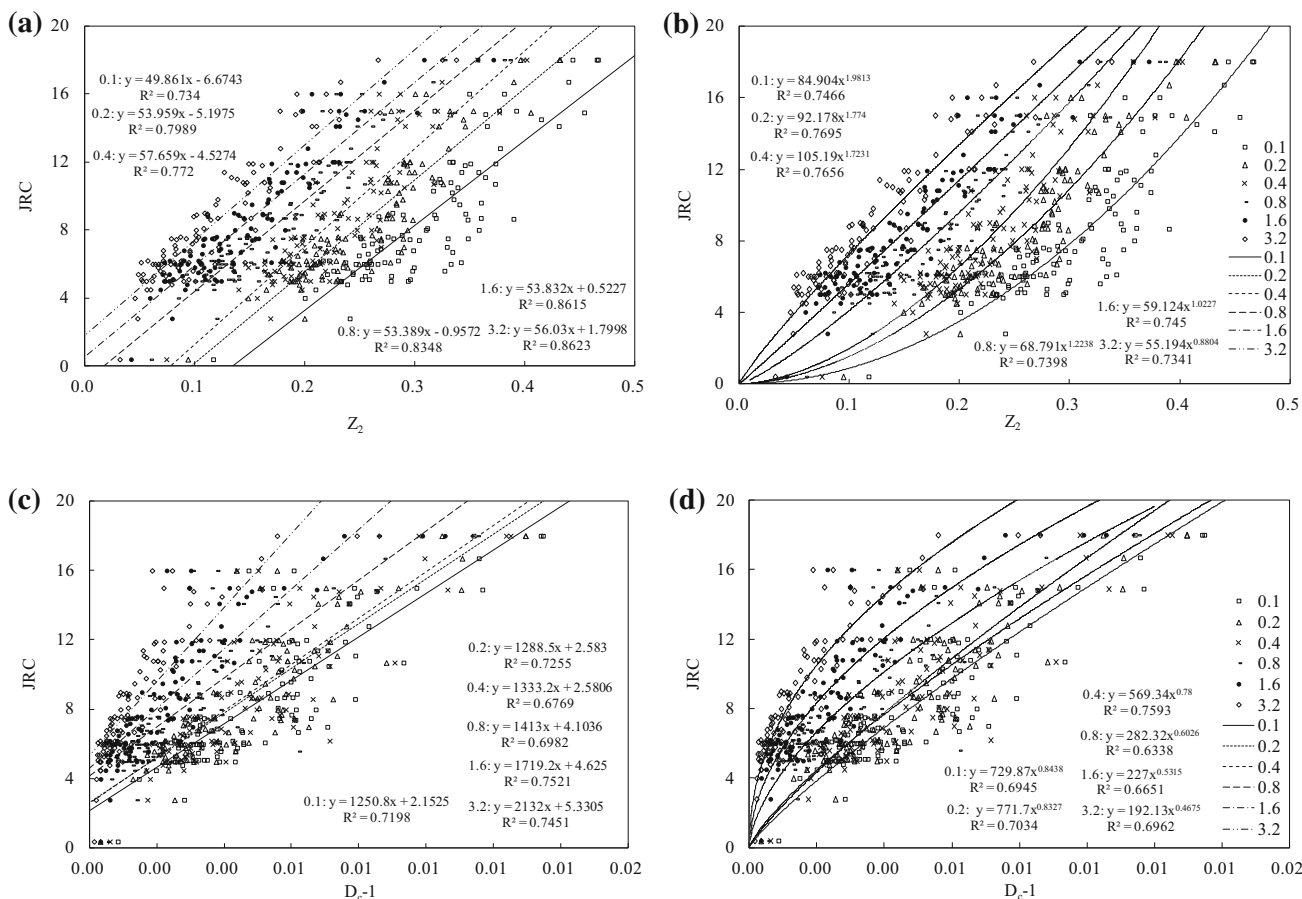 (a)
20
16
12
8
4
0
JRC
0.1: y = 49.861x - 6.6743
R² = 0.734
0.2: y = 53.959x - 5.1975
R² = 0.7989
0.4: y = 57.659x - 4.5274
R² = 0.772
1.6: y = 53.832x + 0.5227
R² = 0.8615
0.8: y = 53.389x - 0.9572
R² = 0.8348
3.2: y = 56.03x + 1.7998
R² = 0.8623
0.0 0.1 0.2 0.3 0.4 0.5
Z₂
(b)
20
16
12
8
4
0
JRC
0.1: y = 84.904x^1.9813
R² = 0.7466
0.2: y = 92.178x^1.774
R² = 0.7695
0.4: y = 105.19x^1.7231
R² = 0.7656
1.6: y = 59.124x^1.0227
R² = 0.745
0.8: y = 68.791x^1.2238
R² = 0.7398
3.2: y = 55.194x^0.8804
R² = 0.7341
0.0 0.1 0.2 0.3 0.4 0.5
Z₂
0.1
0.2
0.4
0.8
1.6
3.2
0.1
0.2
0.4
0.8
1.6
3.2
(c)
20
16
12
8
4
0
JRC
0.2: y = 1288.5x + 2.583
R² = 0.7255
0.4: y = 1333.2x + 2.5806
R² = 0.6769
0.8: y = 1413x + 4.1036
R² = 0.6982
1.6: y = 1719.2x + 4.625
R² = 0.7521
0.1: y = 1250.8x + 2.1525
R² = 0.7198
3.2: y = 2132x + 5.3305
R² = 0.7451
0.00 0.00 0.00 0.01 0.01 0.01 0.01 0.01 0.02
D_c-1
(d)
20
16
12
8
4
0
JRC
0.4: y = 569.34x^0.78
R² = 0.7593
0.8: y = 282.32x^0.6026
R² = 0.6338
0.1: y = 729.87x^0.8438
R² = 0.6945
1.6: y = 227x^0.5315
R² = 0.6651
0.2: y = 771.7x^0.8327
R² = 0.7034
3.2: y = 192.13x^0.4675
R² = 0.6962
0.00 0.00 0.00 0.01 0.01 0.01 0.01 0.01 0.02
D_c-1
0.1
0.2
0.4
0.8
1.6
3.2
0.1
0.2
0.4
0.8
1.6
3.2